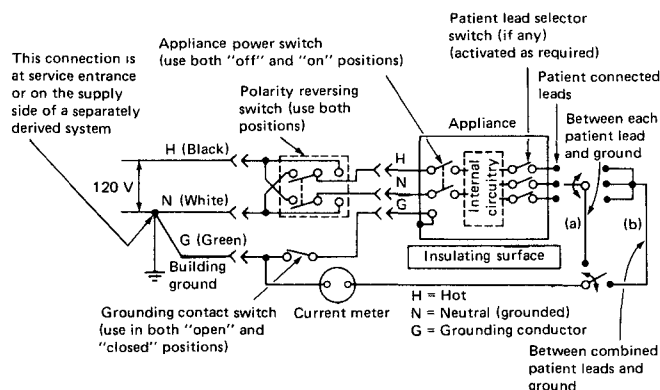 Patient lead selector
switch (if any)
(activated as required)
Appliance power switch
(use both "off" and "on" positions)
This connection is
at service entrance
or on the supply
side of a separately
derived system
Polarity reversing
switch (use both
positions)
Patient connected
leads
Between each
patient lead
and ground
Appliance
H (Black)
H
120 V
N
Internal
circuitry
N (White)
G
(a)
(b)
G (Green)
Building
ground
Insulating surface
Grounding contact switch
(use in both "open" and
"closed" positions)
Current meter
H = Hot
N = Neutral (grounded)
G = Grounding conductor
Between combined
patient leads and
ground